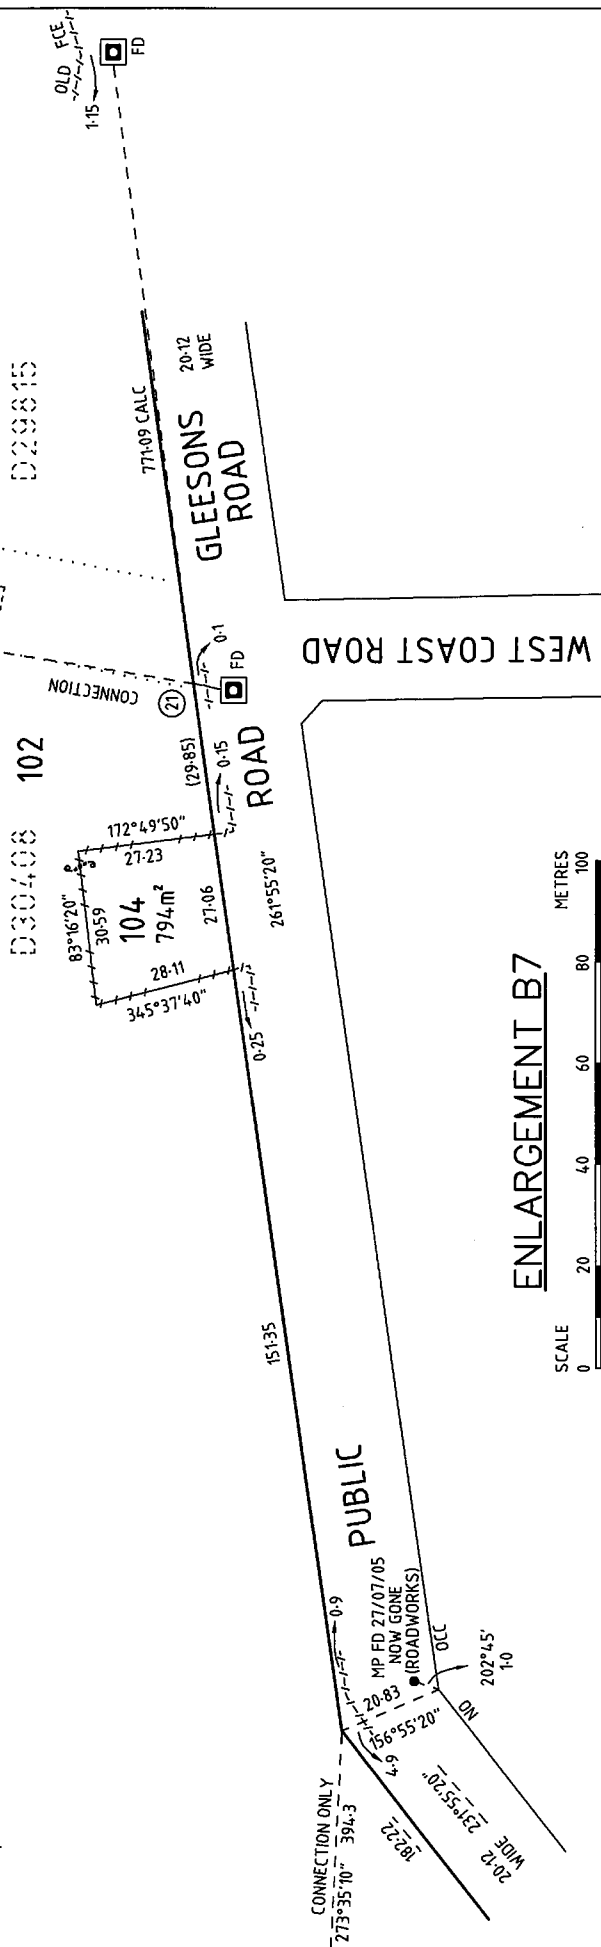 OLD FCE
1·15
FD
D29815
771·09 CALC
20·12
WIDE
GLEESONS
ROAD
CONNECTION
21
0·1
FD
WEST COAST ROAD
D30408
102
(29·85)
0·15
ROAD
172°49'50"
27·23
83°16'20"
30·59
104
794m²
27·06
28·11
345°37'40"
261°55'20"
0·25
151·35
PUBLIC
0·9
MP FD 27/07/05
NOW GONE
(ROADWORKS)
20·83
156°55'20"
4·9
NO OCC
202°45'
1·0
CONNECTION ONLY
273°35'10" 394·3
182·22
231°55'20"
20·12
WIDE
ENLARGEMENT B7
SCALE
METRES
0 20 40 60 80 100